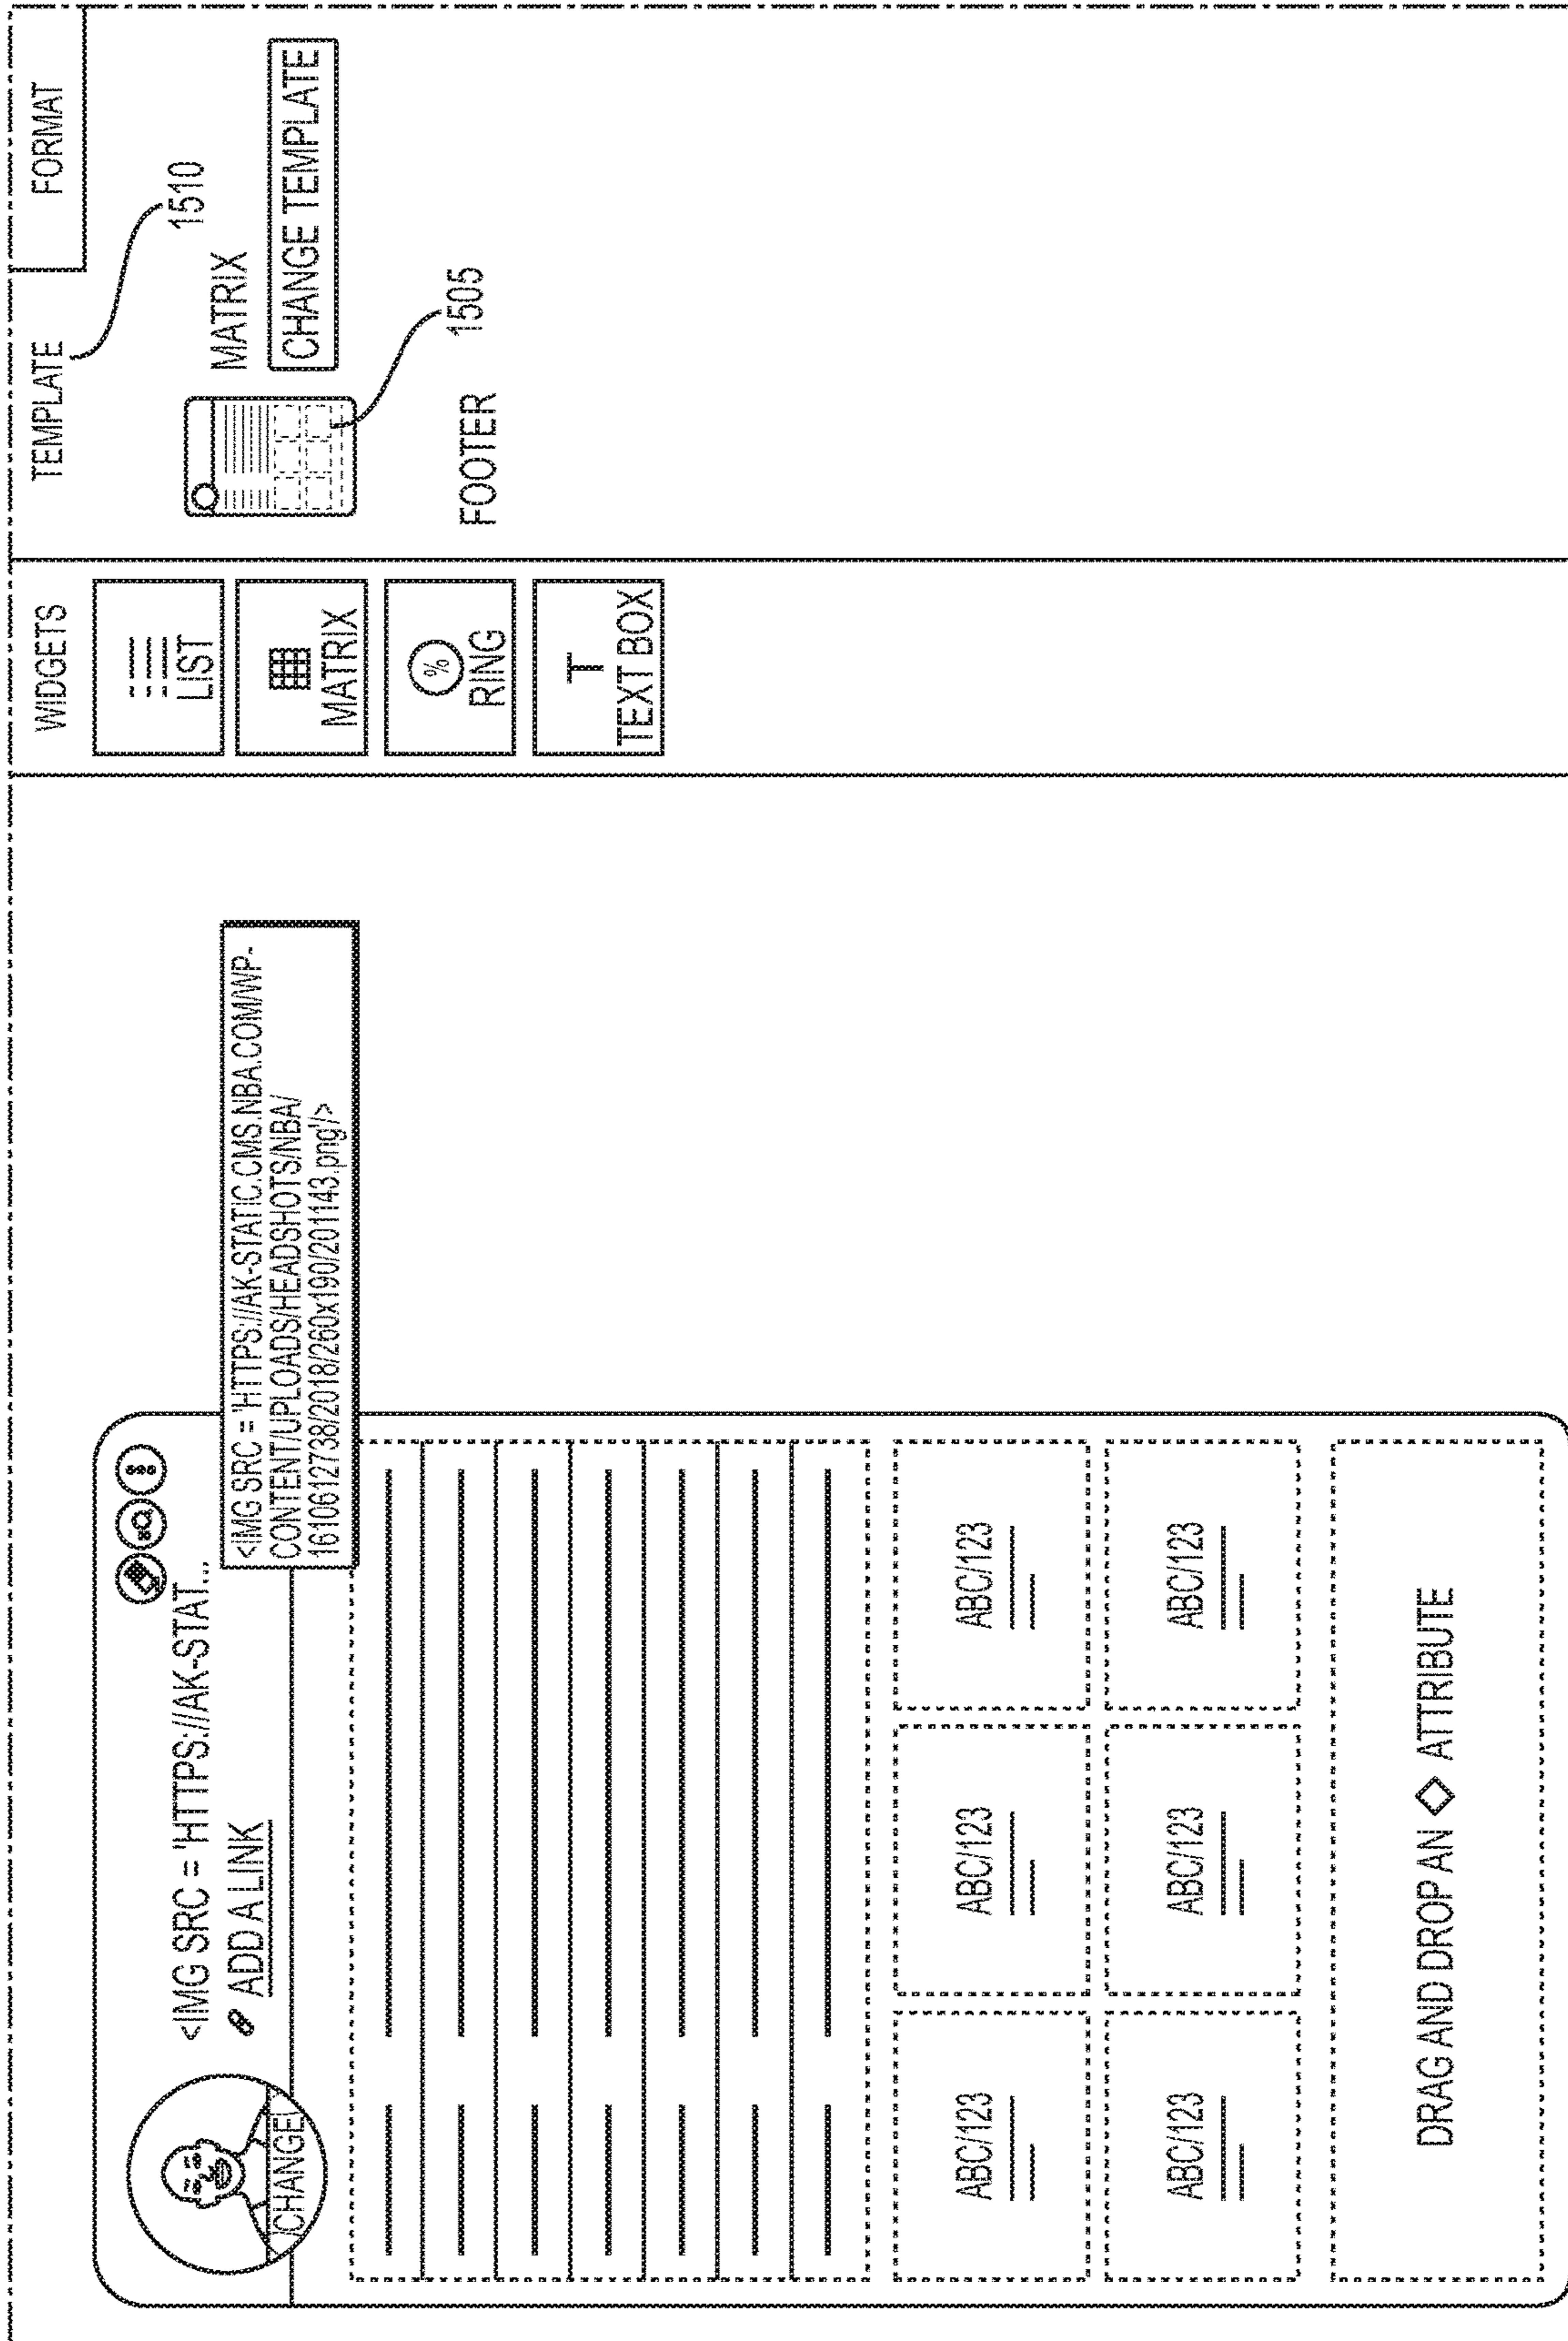 <IMG SRC = 'HTTPS://AK-STAT...
ADD A LINK
CHANGE
<IMG SRC = 'HTTPS://AK-STATIC.CMS.NBA.COM/WP-
CONTENT/UPLOADS/HEADSHOTS/NBA/
1610612738/2018/260x190/201143.png'/>
ABC/123
ABC/123
ABC/123
ABC/123
ABC/123
ABC/123
DRAG AND DROP AN ATTRIBUTE
WIDGETS
LIST
MATRIX
%
RING
T
TEXT BOX
TEMPLATE
FORMAT
1510
MATRIX
CHANGE TEMPLATE
1505
FOOTER